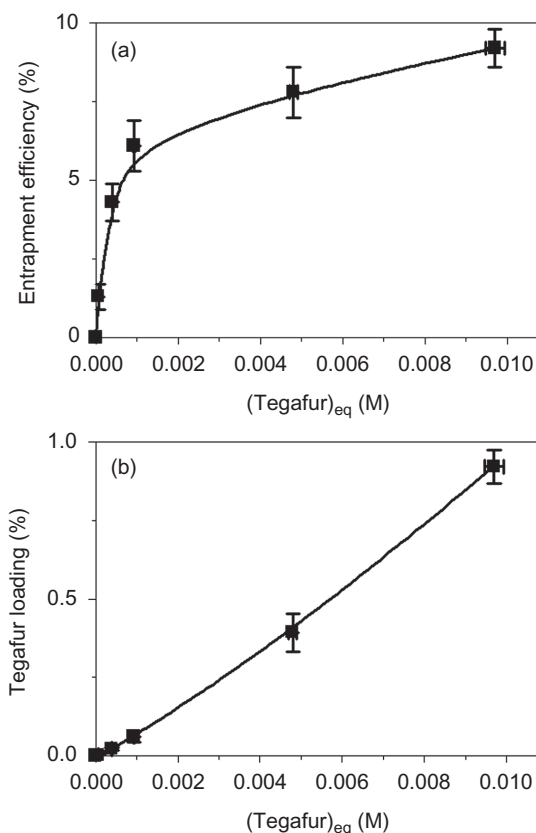 (a)
Entrapment efficiency (%)
10
5
0
0.000 0.002 0.004 0.006 0.008 0.010
(Tegafur)eq (M)
(b)
Tegafur loading (%)
1.0
0.5
0.0
0.000 0.002 0.004 0.006 0.008 0.010
(Tegafur)eq (M)